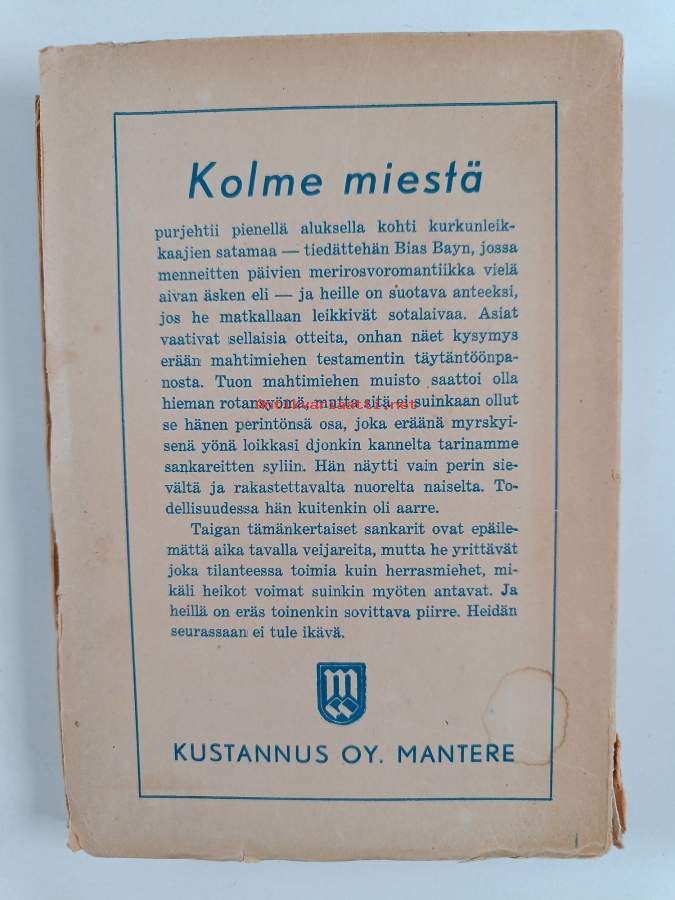 Kolme miestä
purjehtii pienellä aluksella kohti kurkunleik-
kaajien satamaa — tiedättehän Bias Bayn, jossa
menneitten päivien merirosvoromantiikka vielä
aivan äsken eli — ja heille on suotava anteeksi,
jos he matkallaan leikkivät sotalaivaa. Asiat
vaativat sellaisia otteita, onhan näet kysymys
erään mahtimiehen testamentin täytäntöönpa-
nosta. Tuon mahtimiehen muisto saattoi olla
hieman rotansyömä, mutta sitä ei suinkaan ollut
Antikvariaatti.net
se hänen perintönsä osa, joka eräänä myrskyi-
senä yönä loikkasi djonkin kannelta tarinamme
sankareitten syliin. Hän näytti vain perin sie-
vältä ja rakastettavalta nuorelta naiselta. To-
dellisuudessa hän kuitenkin oli aarre.
Taigan tämänkertaiset sankarit ovat epäile-
mättä aika tavalla veijareita, mutta he yrittävät
joka tilanteessa toimia kuin herrasmiehet, mi-
käli heikot voimat suinkin myöten antavat. Ja
heillä on eräs toinenkin sovittava piirre. Heidän
seurassaan ei tule ikävä.
m
KUSTANNUS OY. MANTERE